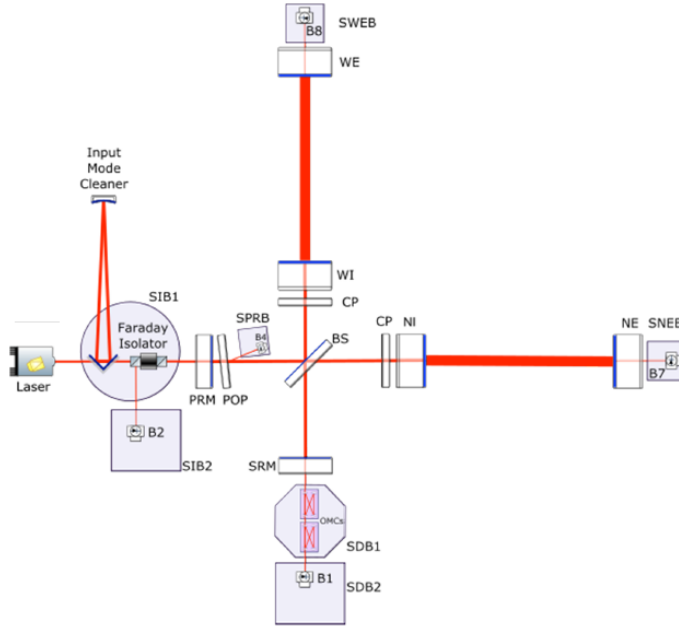 B8
SWEB
WE
Input
Mode
Cleaner
WI
CP
SIB1
SPRB
B4
Faraday
Isolator
BS
CP
NI
NE
SNEB
B7
Laser
PRM
POP
B2
SIB2
SRM
OMCs
SDB1
B1
SDB2